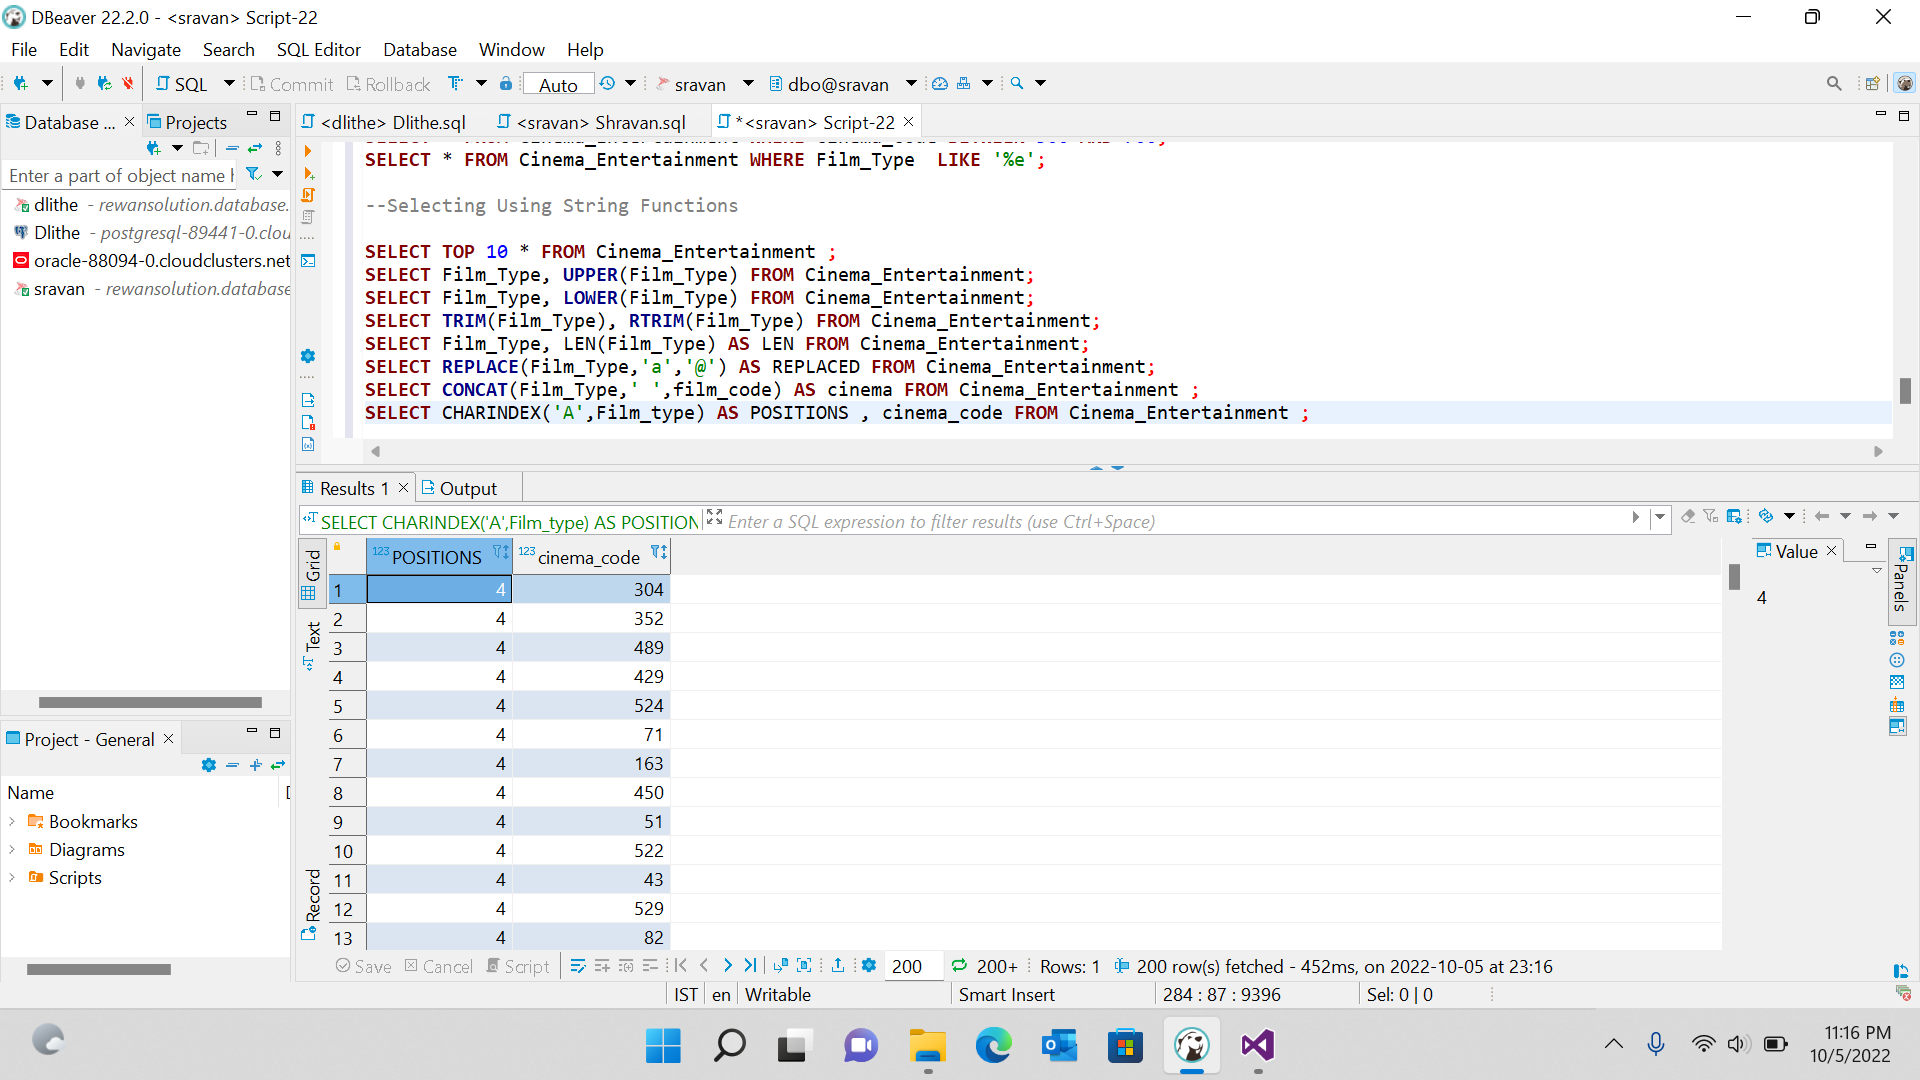 DBeaver 22.2.0 - <sravan> Script-22
File Edit Navigate Search SQL Editor Database Window Help
SQL Commit Rollback Auto sravan dbo@sravan
Database ... Projects
<dlithe> Dlithe.sql <sravan> Shravan.sql *<sravan> Script-22
Enter a part of object name h
dlithe - rewansolution.database.
Dlithe - postgresql-89441-0.clou
oracle-88094-0.cloudclusters.net
sravan - rewansolution.database
SELECT * FROM Cinema_Entertainment WHERE Film_Type  LIKE '%e';
--Selecting Using String Functions
SELECT TOP 10 * FROM Cinema_Entertainment ;
SELECT Film_Type, UPPER(Film_Type) FROM Cinema_Entertainment;
SELECT Film_Type, LOWER(Film_Type) FROM Cinema_Entertainment;
SELECT TRIM(Film_Type), RTRIM(Film_Type) FROM Cinema_Entertainment;
SELECT Film_Type, LEN(Film_Type) AS LEN FROM Cinema_Entertainment;
SELECT REPLACE(Film_Type,'a','@') AS REPLACED FROM Cinema_Entertainment;
SELECT CONCAT(Film_Type,' ',film_code) AS cinema FROM Cinema_Entertainment ;
SELECT CHARINDEX('A',Film_type) AS POSITIONS , cinema_code FROM Cinema_Entertainment ;
Results 1 Output
SELECT CHARINDEX('A',Film_type) AS POSITION Enter a SQL expression to filter results (use Ctrl+Space)
Grid
Text
Record
123 POSITIONS 123 cinema_code
1 4 304
2 4 352
3 4 489
4 4 429
5 4 524
6 4 71
7 4 163
8 4 450
9 4 51
10 4 522
11 4 43
12 4 529
13 4 82
Value
4
Panels
Project - General
Name
Bookmarks
Diagrams
Scripts
Save Cancel Script 200 200+ Rows: 1 200 row(s) fetched - 452ms, on 2022-10-05 at 23:16
IST en Writable Smart Insert 284 : 87 : 9396 Sel: 0 | 0
11:16 PM
10/5/2022